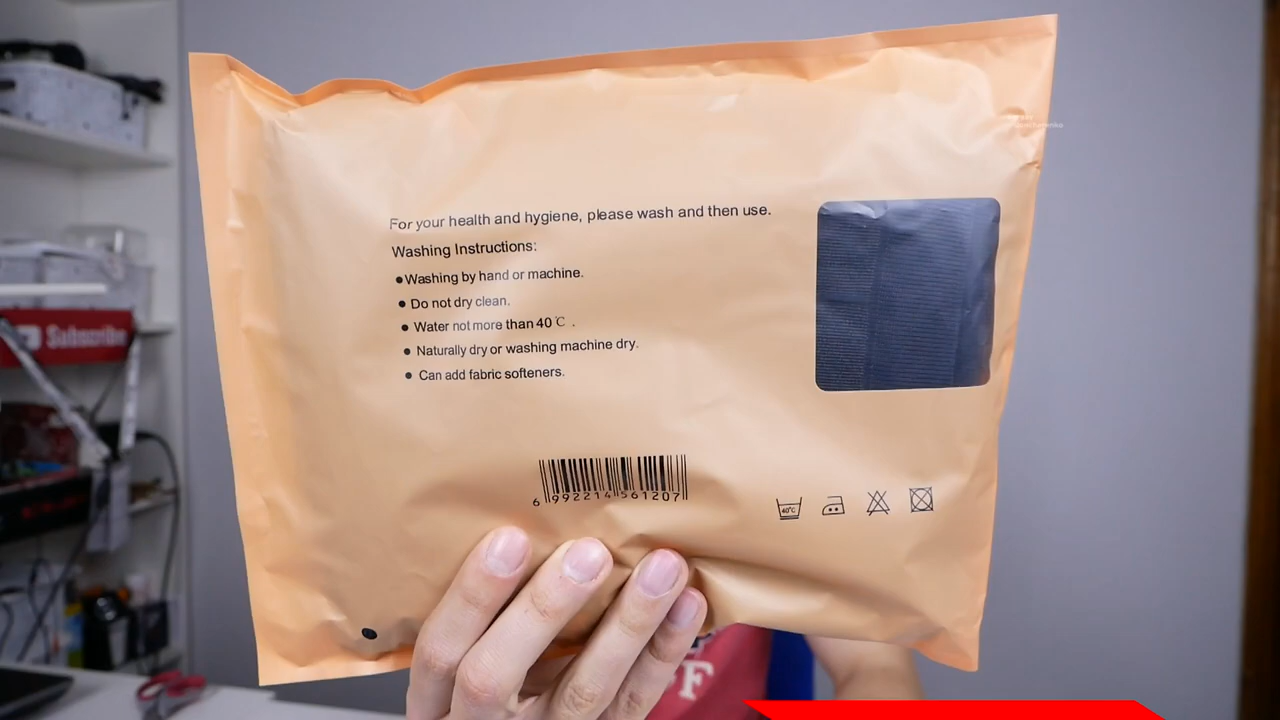 For your health and hygiene, please wash and then use.
Washing Instructions:
●Washing by hand or machine.
● Do not dry clean.
● Water not more than 40℃ .
● Naturally dry or washing machine dry.
● Can add fabric softeners.
6 992214 561207
40°C
Subscribe
F